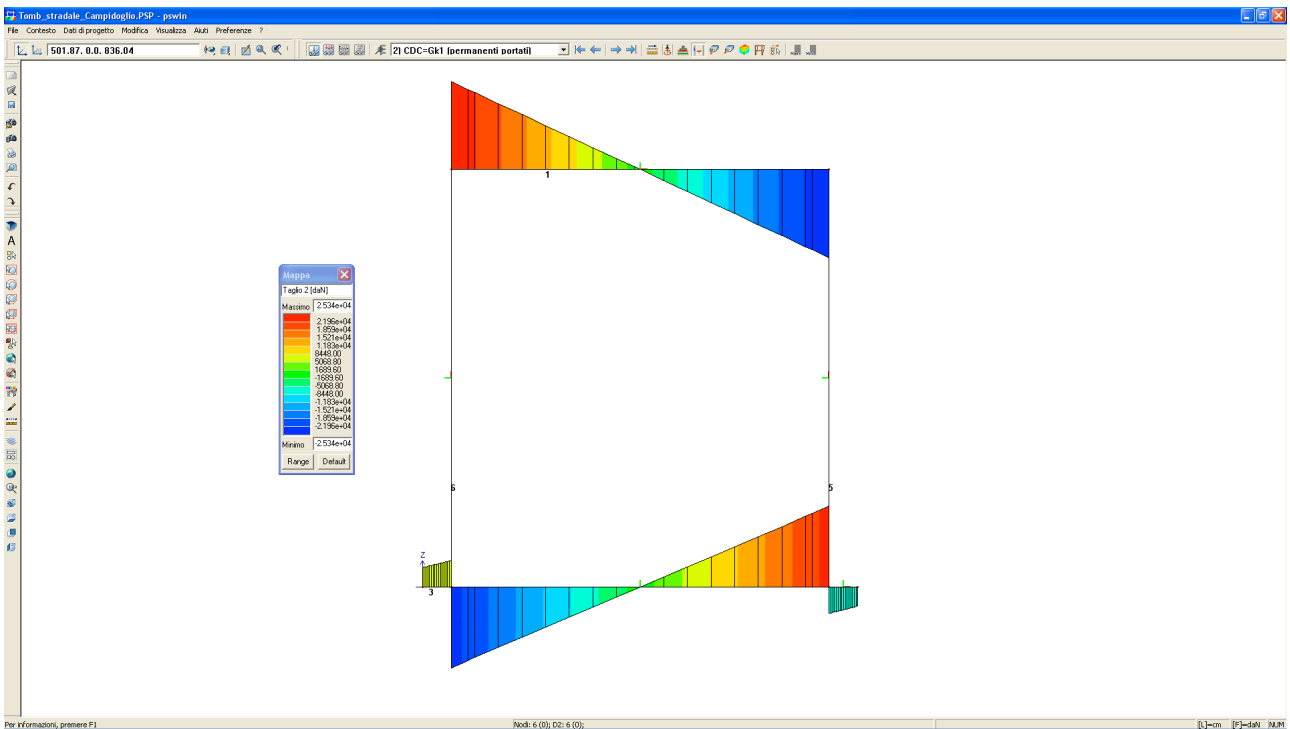 Tomb_stradale_Campidoglio.PSP - pswin
File Contesto Dati di progetto Modifica Visualizza Aiuti Preferenze ?
501.87. 0.0. 836.04
2) CDC=Gk1 (permanenti portati)
A
1
Mappa
Taglio 2 [daN]
Massimo 2.534e+04
2.196e+04
1.859e+04
1.521e+04
1.183e+04
8448.00
5068.80
1689.60
-1689.60
-5068.80
-8448.00
-1.183e+04
-1.521e+04
-1.859e+04
-2.196e+04
Minimo -2.534e+04
Range Default
6
5
Z
3
Per informazioni, premere F1
Nodi: 6 (0); D2: 6 (0);
[L]=cm [F]=daN NUM